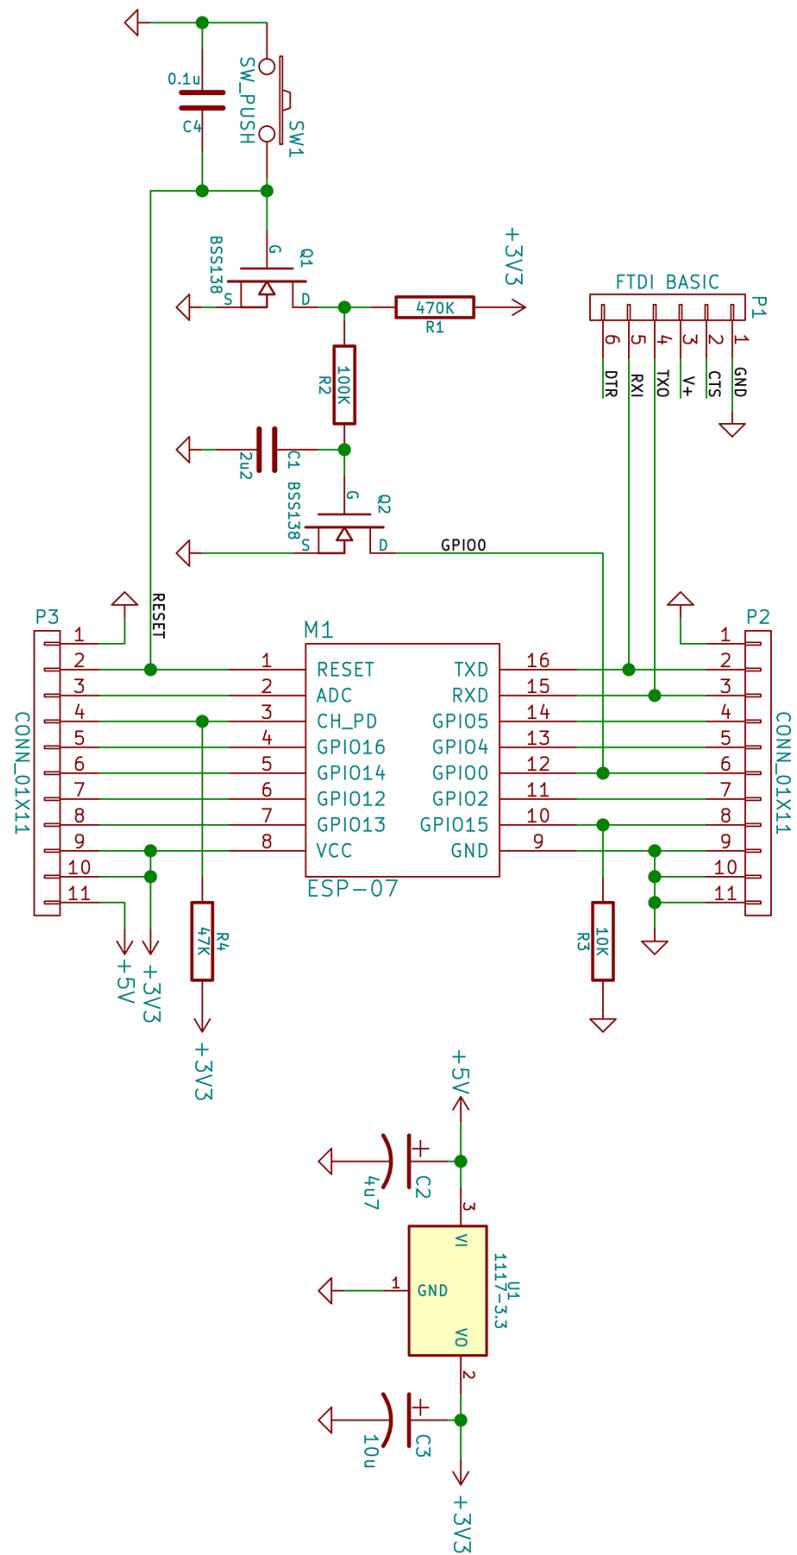 0.1u
C4
SW_PUSH
SW1
G
Q1
BSS138
S
D
+3V3
470K
R1
R2
100K
C1
2u2
G
Q2
BSS138
S
D
GPIO0
FTDI BASIC
P1
6 5 4 3 2 1
DTR RXI TXO V+ CTS GND
RESET
P3
CONN_01X11
1
2
3
4
5
6
7
8
9
10
11
M1
1 RESET TXD 16
2 ADC RXD 15
3 CH_PD GPIO5 14
4 GPIO16 GPIO4 13
5 GPIO14 GPIO0 12
6 GPIO12 GPIO2 11
7 GPIO13 GPIO15 10
8 VCC GND 9
ESP-07
P2
CONN_01X11
1
2
3
4
5
6
7
8
9
10
11
+5V
+3V3
47K
R4
+3V3
R3
10K
+5V
C2
4u7
3
VI
1
GND
U1
1117-3.3
VO
2
C3
10u
+3V3